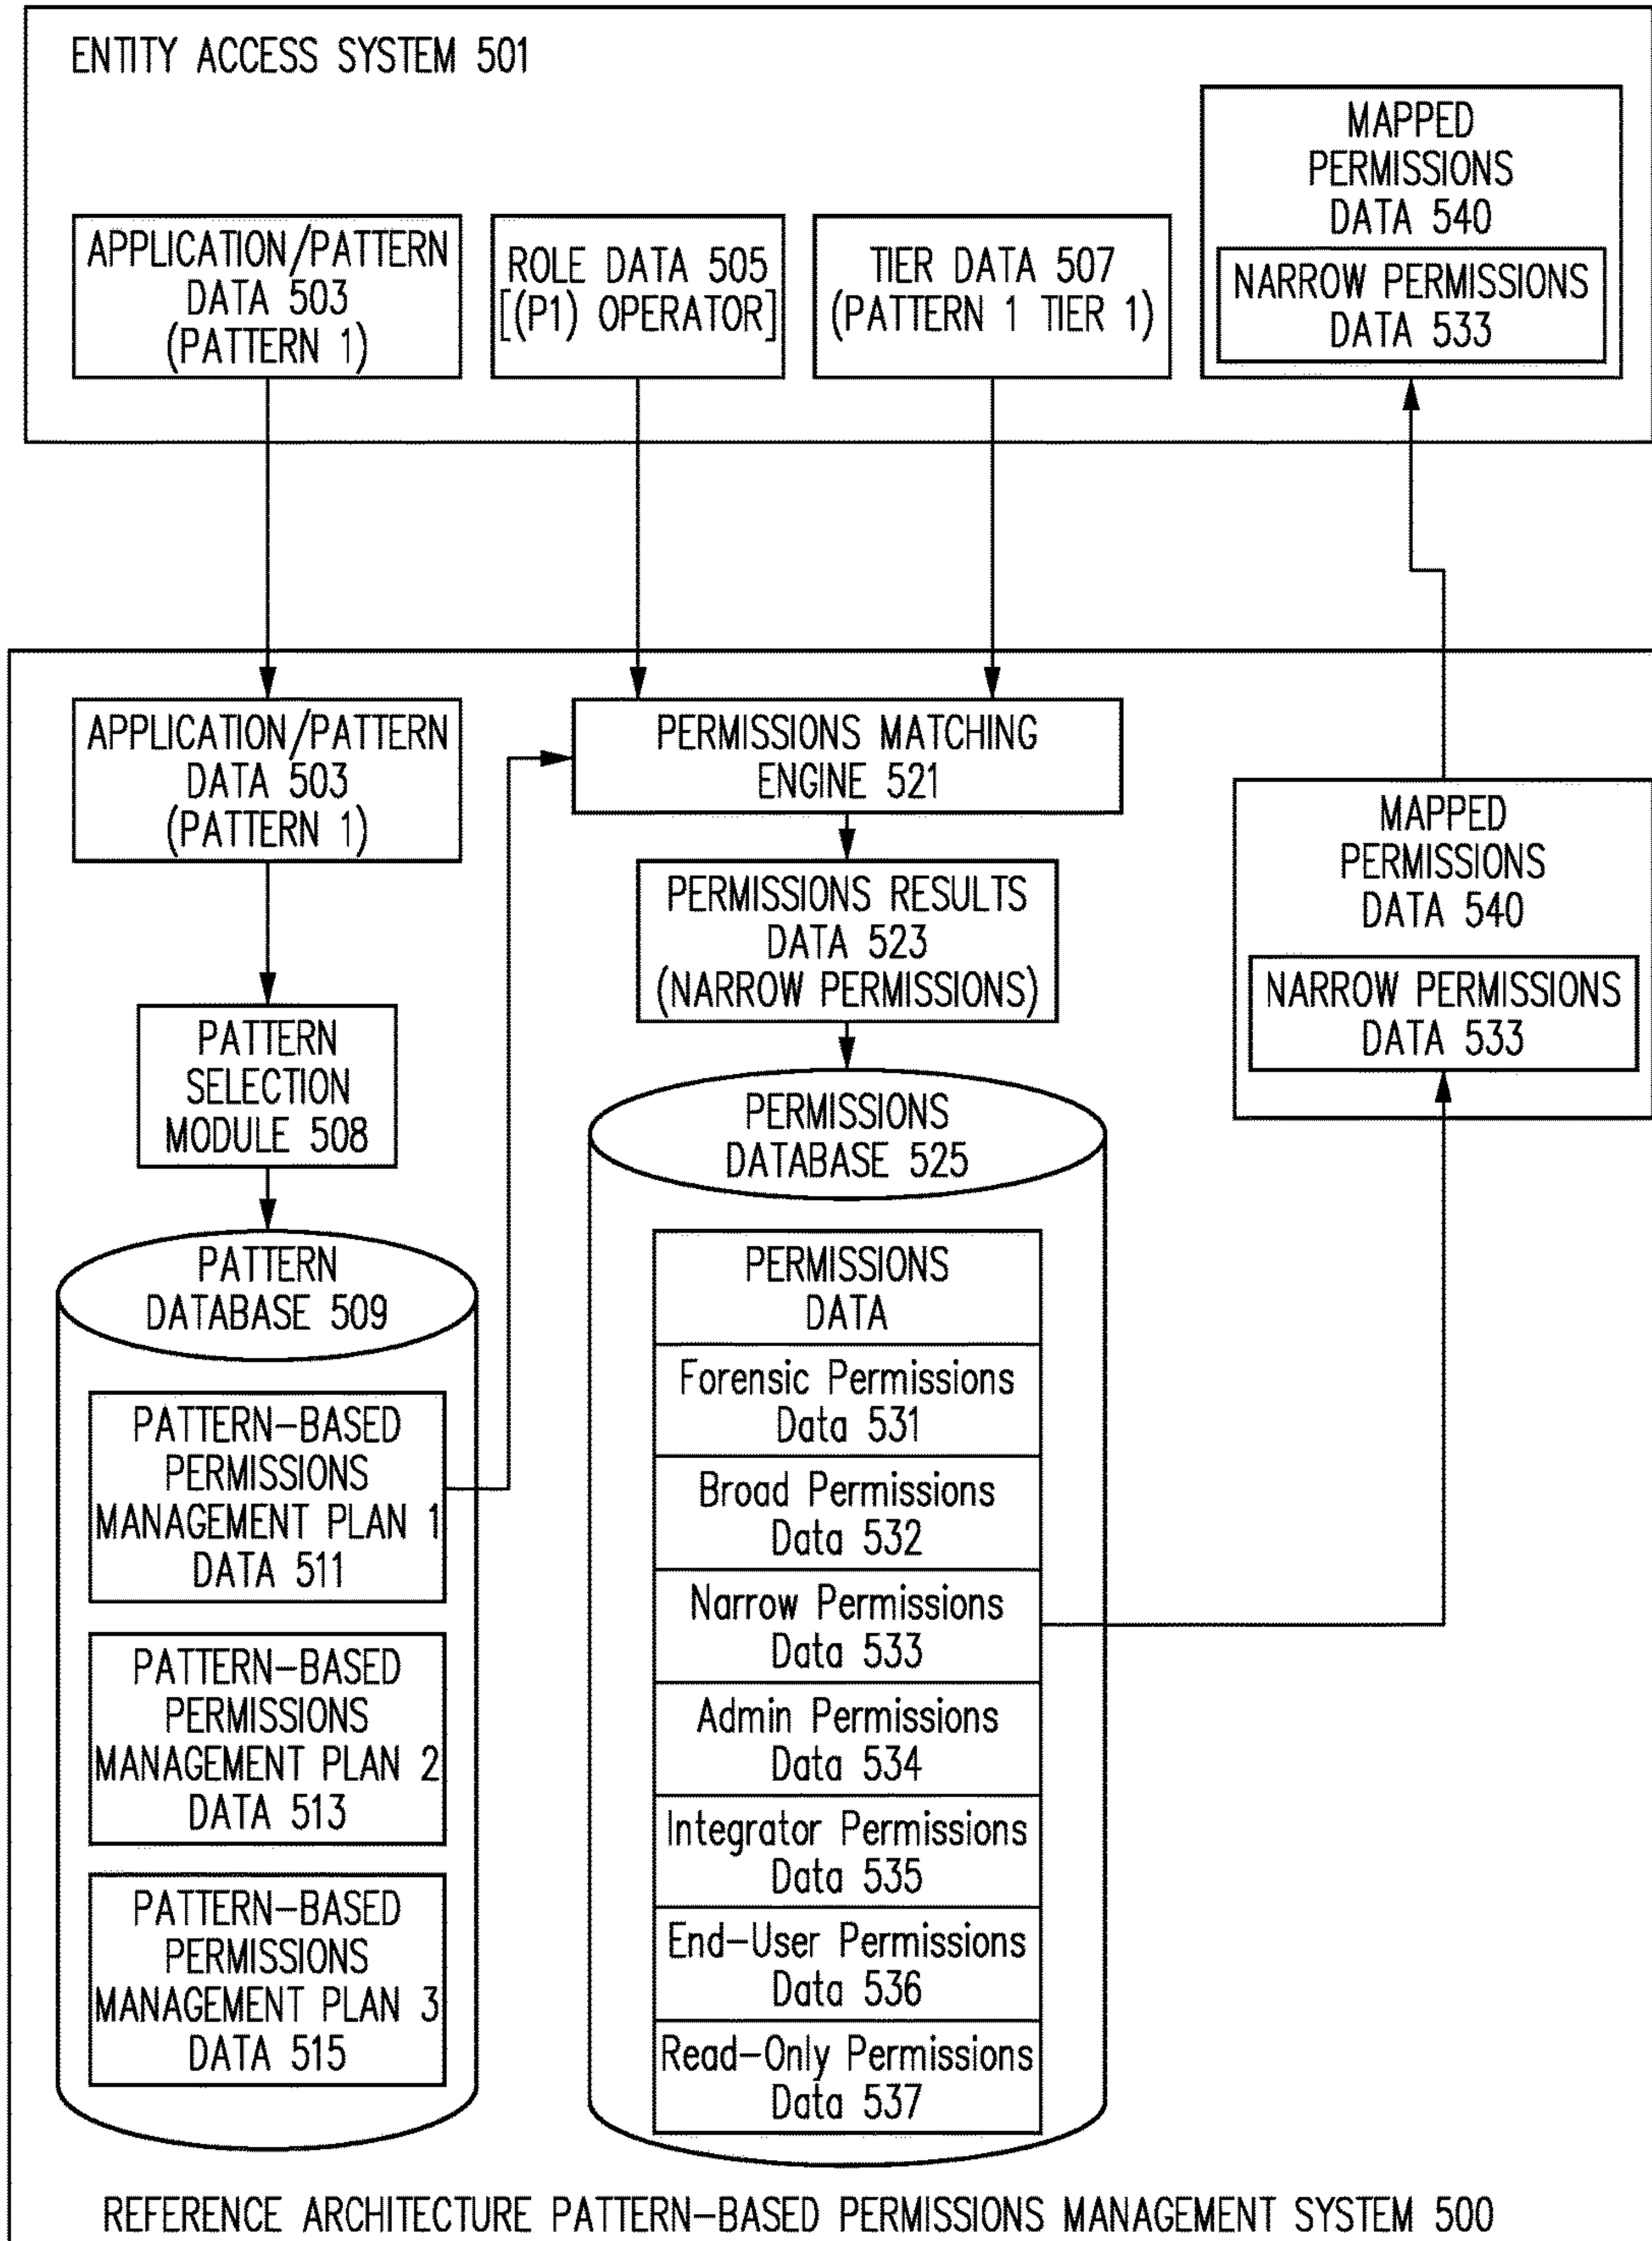 ENTITY ACCESS SYSTEM 501
MAPPED
PERMISSIONS
DATA 540
NARROW PERMISSIONS
DATA 533
APPLICATION/PATTERN
DATA 503
(PATTERN 1)
ROLE DATA 505
[(P1) OPERATOR]
TIER DATA 507
(PATTERN 1 TIER 1)
APPLICATION/PATTERN
DATA 503
(PATTERN 1)
PERMISSIONS MATCHING
ENGINE 521
PERMISSIONS RESULTS
DATA 523
(NARROW PERMISSIONS)
MAPPED
PERMISSIONS
DATA 540
NARROW PERMISSIONS
DATA 533
PATTERN
SELECTION
MODULE 508
PATTERN
DATABASE 509
PATTERN-BASED
PERMISSIONS
MANAGEMENT PLAN 1
DATA 511
PATTERN-BASED
PERMISSIONS
MANAGEMENT PLAN 2
DATA 513
PATTERN-BASED
PERMISSIONS
MANAGEMENT PLAN 3
DATA 515
PERMISSIONS
DATABASE 525
PERMISSIONS
DATA
Forensic Permissions
Data 531
Broad Permissions
Data 532
Narrow Permissions
Data 533
Admin Permissions
Data 534
Integrator Permissions
Data 535
End-User Permissions
Data 536
Read-Only Permissions
Data 537
REFERENCE ARCHITECTURE PATTERN-BASED PERMISSIONS MANAGEMENT SYSTEM 500